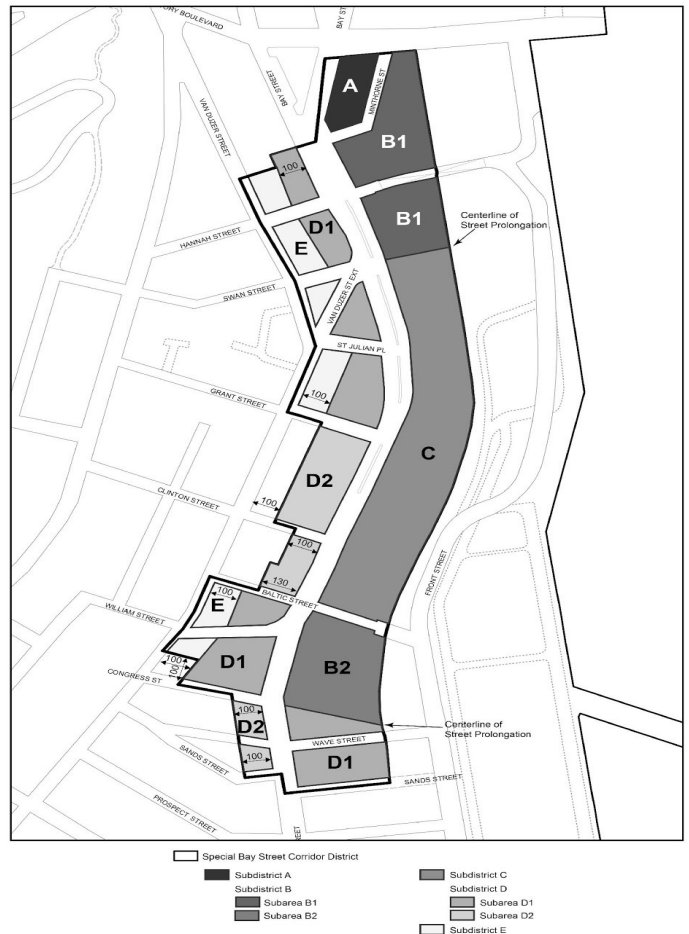 ORY BOULEVARD
BAY ST
BAY STREET
VAN DUZER STREET
A
MINTHORNE ST
B1
100
B1
Centerline of
Street Prolongation
D1
HANNAH STREET
E
VAN DUZER ST EXT
SWAN STREET
ST JULIAN PL
100
GRANT STREET
C
D2
CLINTON STREET
100
100
130
FRONT STREET
100
BALTIC STREET
E
WILLIAM STREET
100
100
D1
B2
CONGRESS ST
100
D2
Centerline of
Street Prolongation
WAVE STREET
100
D1
SANDS STREET
SANDS STREET
PROSPECT STREET
STREET
Special Bay Street Corridor District
Subdistrict A
Subdistrict B
Subarea B1
Subarea B2
Subdistrict C
Subdistrict D
Subarea D1
Subarea D2
Subdistrict E